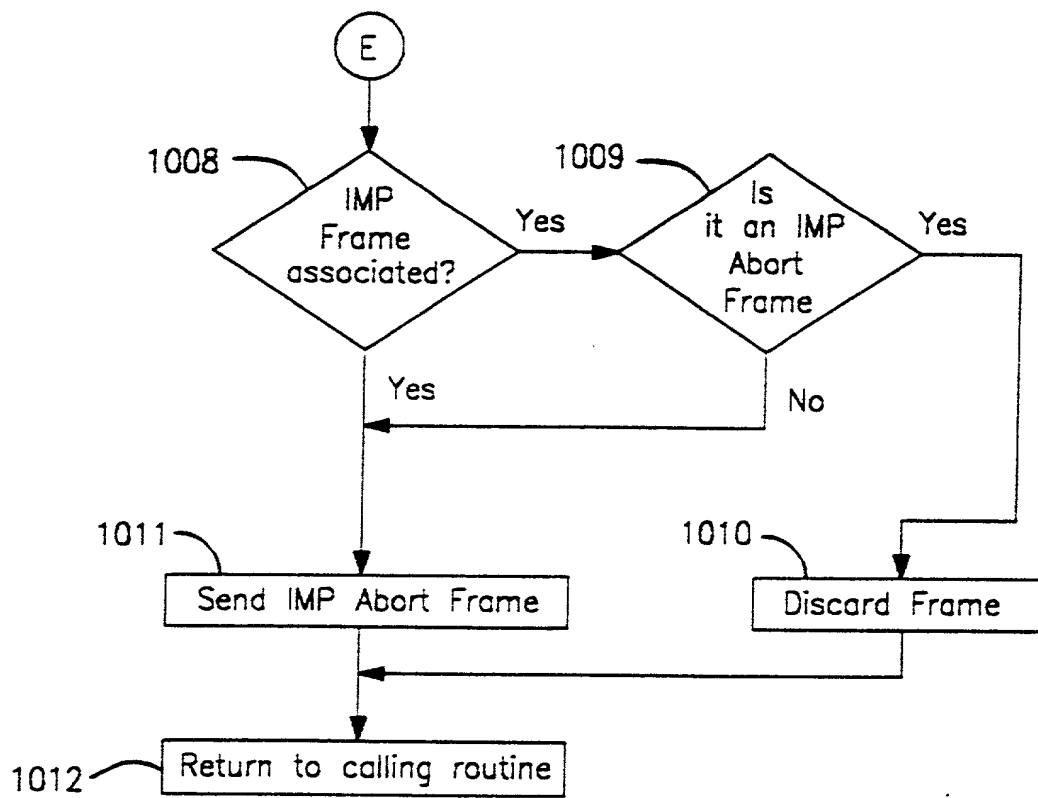 E
1008
IMP
Frame
associated?
Yes
Yes
1009
Is
it an IMP
Abort
Frame
Yes
No
1011
Send IMP Abort Frame
1010
Discard Frame
1012
Return to calling routine